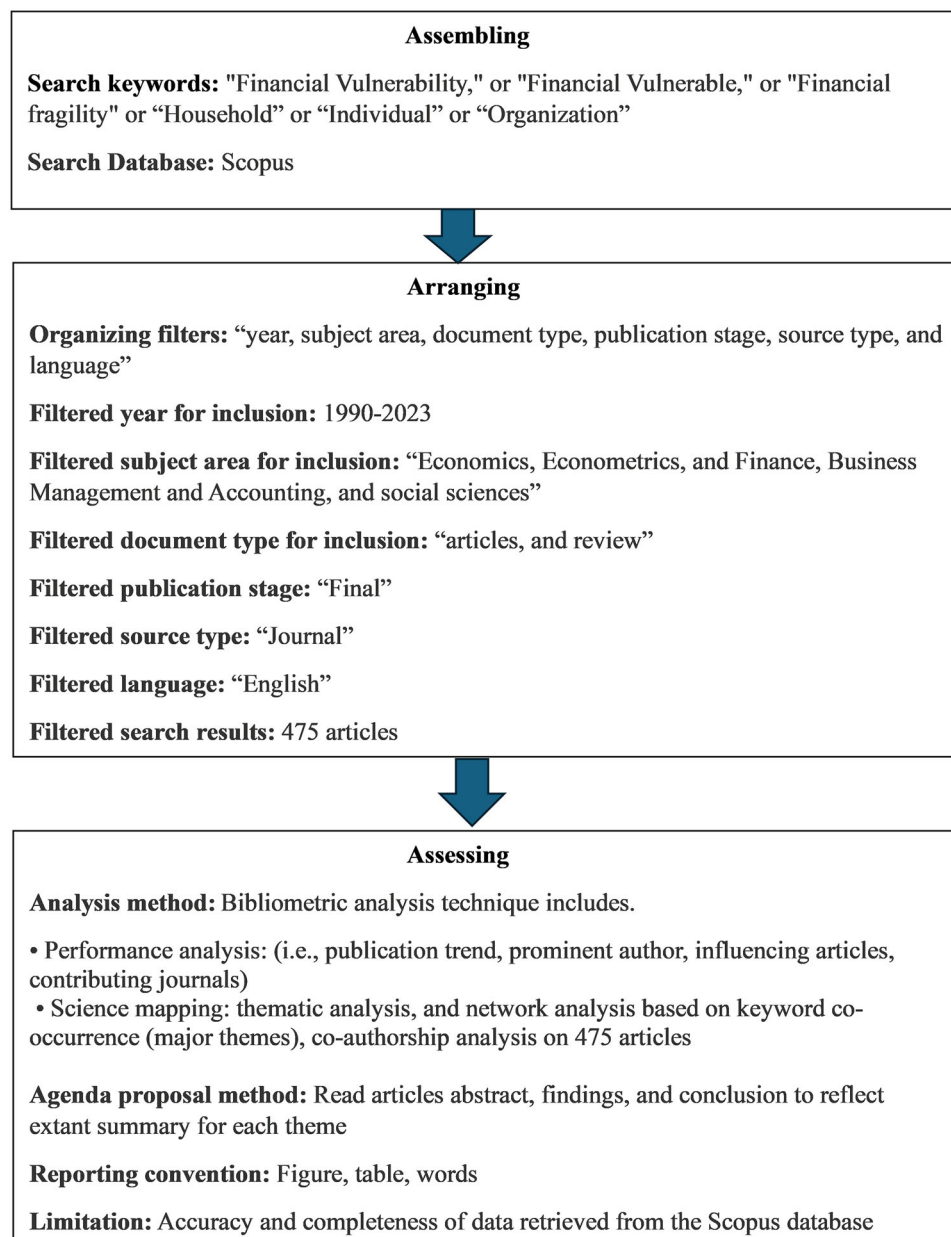 Assembling
Search keywords: "Financial Vulnerability," or "Financial Vulnerable," or "Financial
fragility" or “Household” or “Individual” or “Organization”
Search Database: Scopus
Arranging
Organizing filters: “year, subject area, document type, publication stage, source type, and
language”
Filtered year for inclusion: 1990-2023
Filtered subject area for inclusion: “Economics, Econometrics, and Finance, Business
Management and Accounting, and social sciences”
Filtered document type for inclusion: “articles, and review”
Filtered publication stage: “Final”
Filtered source type: “Journal”
Filtered language: “English”
Filtered search results: 475 articles
Assessing
Analysis method: Bibliometric analysis technique includes.
• Performance analysis: (i.e., publication trend, prominent author, influencing articles,
contributing journals)
• Science mapping: thematic analysis, and network analysis based on keyword co-
occurrence (major themes), co-authorship analysis on 475 articles
Agenda proposal method: Read articles abstract, findings, and conclusion to reflect
extant summary for each theme
Reporting convention: Figure, table, words
Limitation: Accuracy and completeness of data retrieved from the Scopus database